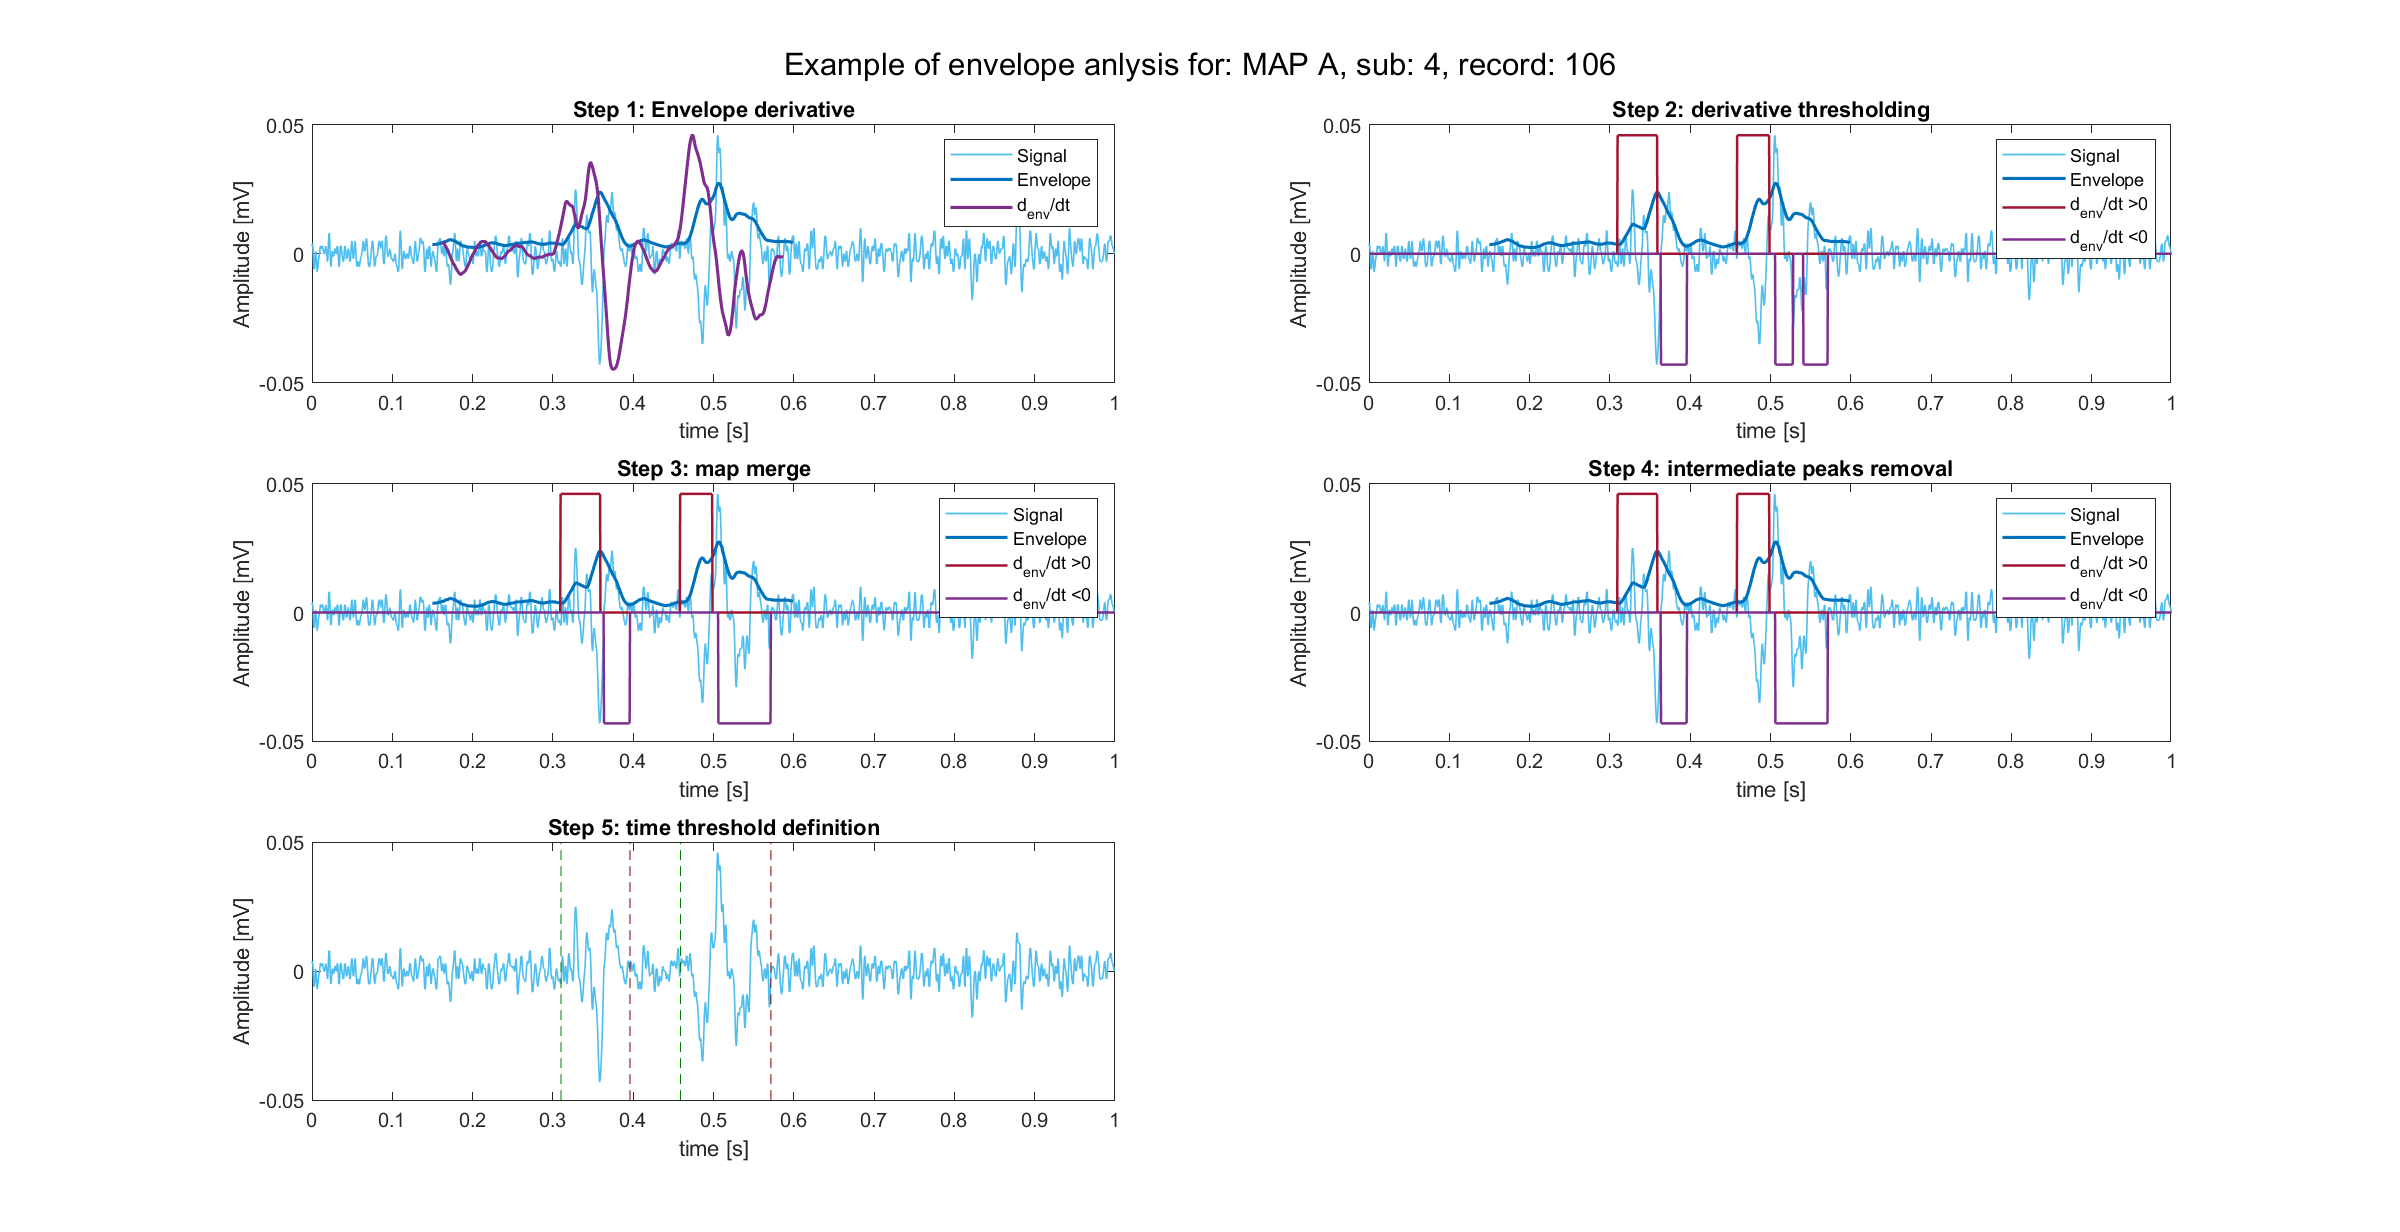 Example of envelope anlysis for: MAP A, sub: 4, record: 106
Step 1: Envelope derivative
0.05
0
-0.05
Amplitude [mV]
Signal
Envelope
d_env/dt
0 0.1 0.2 0.3 0.4 0.5 0.6 0.7 0.8 0.9 1
time [s]
Step 2: derivative thresholding
0.05
0
-0.05
Amplitude [mV]
Signal
Envelope
d_env/dt >0
d_env/dt <0
0 0.1 0.2 0.3 0.4 0.5 0.6 0.7 0.8 0.9 1
time [s]
Step 3: map merge
0.05
0
-0.05
Amplitude [mV]
Signal
Envelope
d_env/dt >0
d_env/dt <0
0 0.1 0.2 0.3 0.4 0.5 0.6 0.7 0.8 0.9 1
time [s]
Step 4: intermediate peaks removal
0.05
0
-0.05
Amplitude [mV]
Signal
Envelope
d_env/dt >0
d_env/dt <0
0 0.1 0.2 0.3 0.4 0.5 0.6 0.7 0.8 0.9 1
time [s]
Step 5: time threshold definition
0.05
0
-0.05
Amplitude [mV]
0 0.1 0.2 0.3 0.4 0.5 0.6 0.7 0.8 0.9 1
time [s]